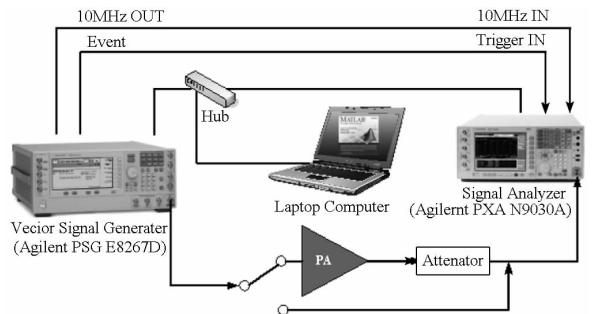 10MHz OUT
10MHz IN
Event
Trigger IN
Hub
MATLAB
Vecior Signal Generater
(Agilent PSG E8267D)
Laptop Computer
Signal Analyzer
(Agilernt PXA N9030A)
PA
Attenator